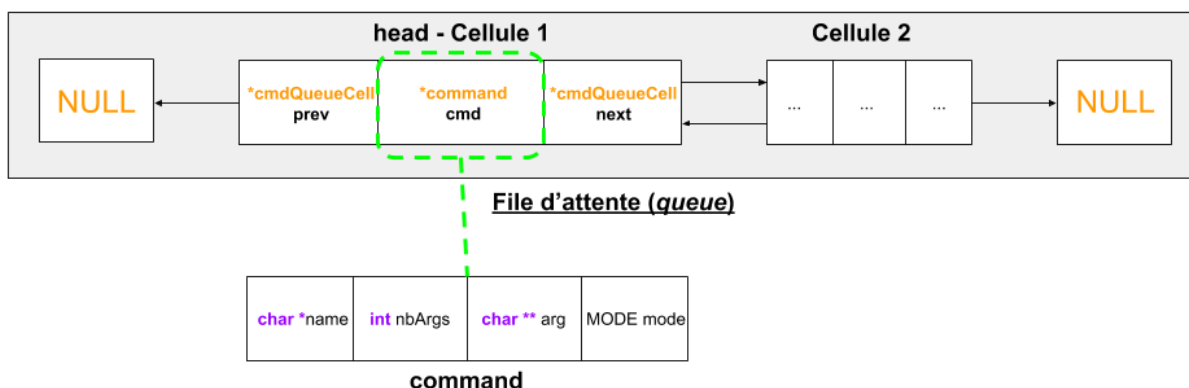 head - Cellule 1
Cellule 2
NULL
*cmdQueueCell
prev
*command
cmd
*cmdQueueCell
next
...
...
...
NULL
File d'attente (queue)
char *name
int nbArgs
char ** arg
MODE mode
command